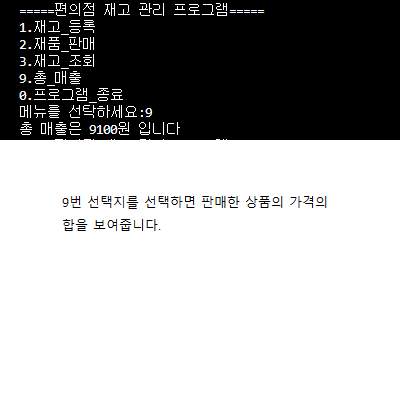 =====편의점 재고 관리 프로그램=====
1.재고_등록
2.재품_판매
3.재고_조회
9.총_매출
0.프로그램_종료
메뉴를 선탁하세요:9
총 매출은 9100원 입니다
9번 선택지를 선택하면 판매한 상품의 가격의
합을 보여줍니다.